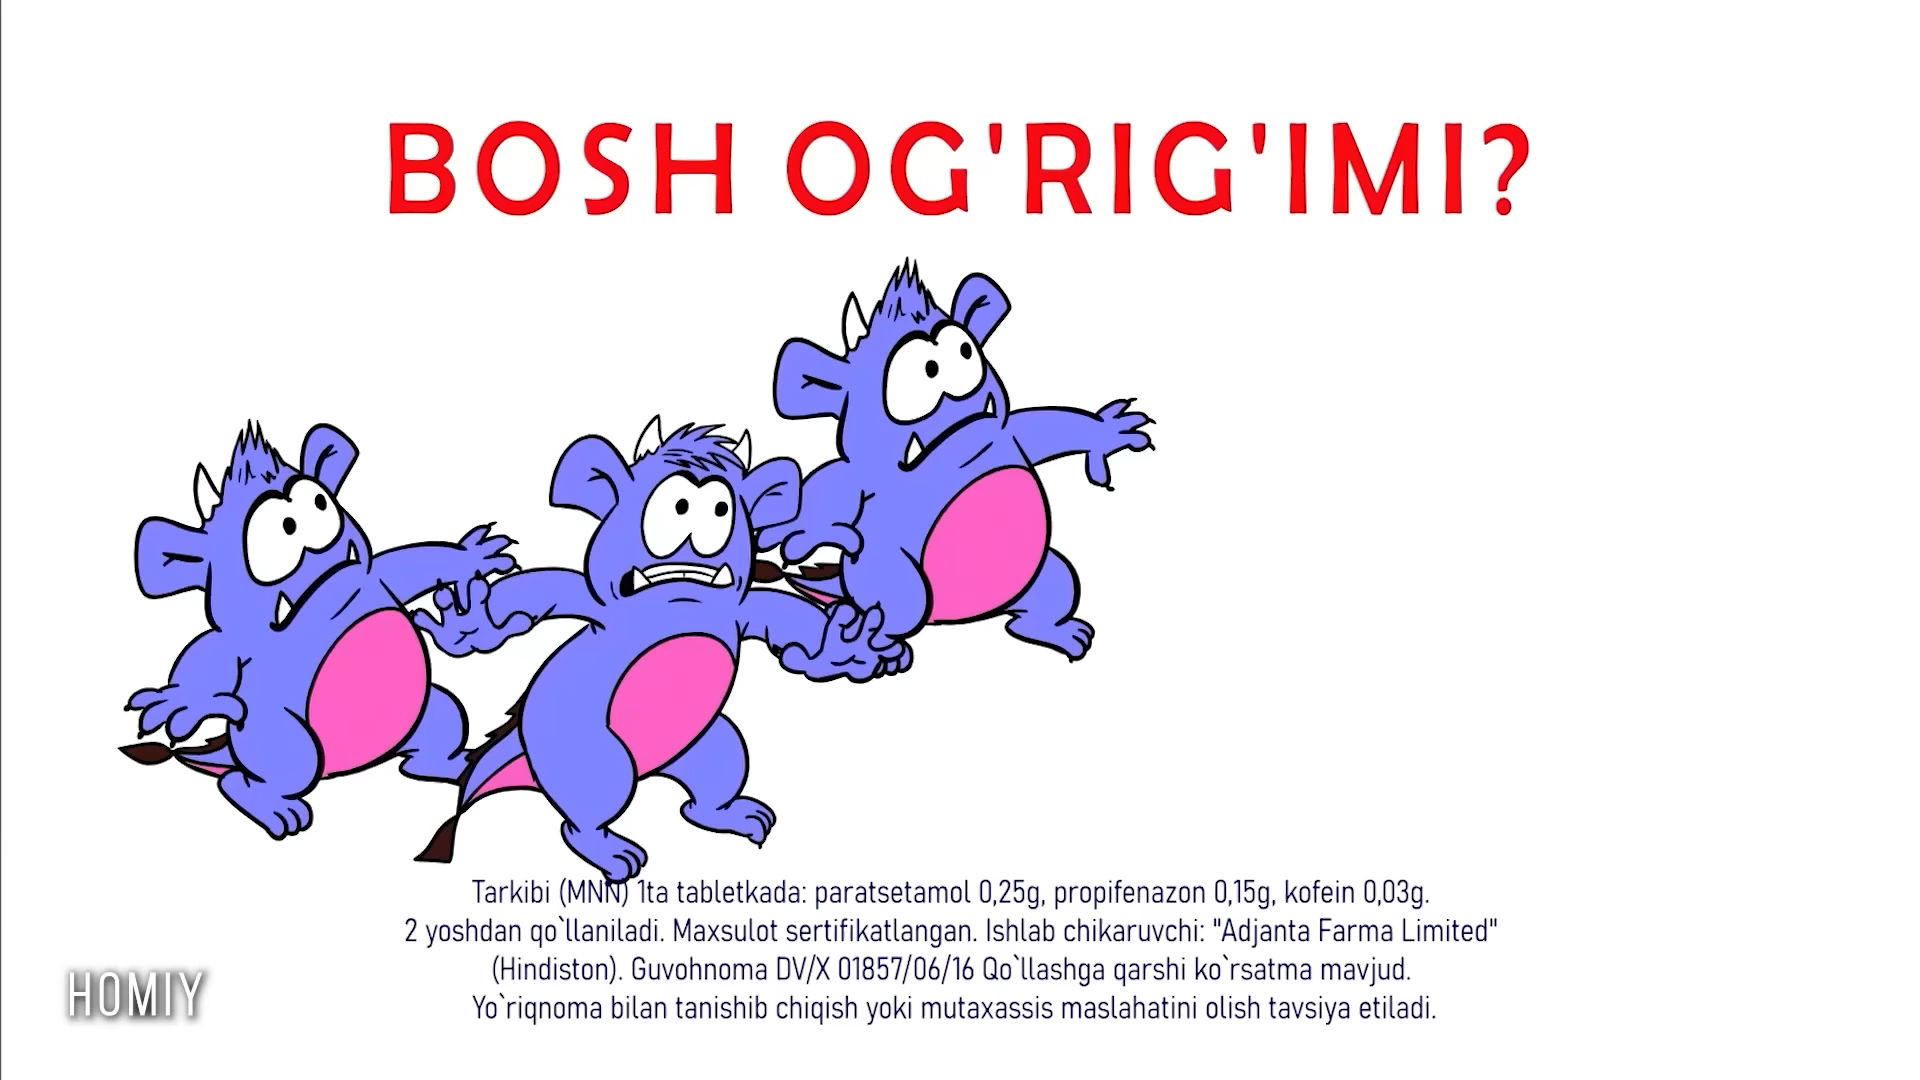 BOSH OG'RIG'IMI?
Tarkibi (MNN) 1ta tabletkada: paratsetamol 0,25g, propifenazon 0,15g, kofein 0,03g.
2 yoshdan qo`llaniladi. Maxsulot sertifikatlangan. Ishlab chikaruvchi: "Adjanta Farma Limited"
(Hindiston). Guvohnoma DV/X 01857/06/16 Qo`llashga qarshi ko`rsatma mavjud.
Yo`riqnoma bilan tanishib chiqish yoki mutaxassis maslahatini olish tavsiya etiladi.
HOMIY